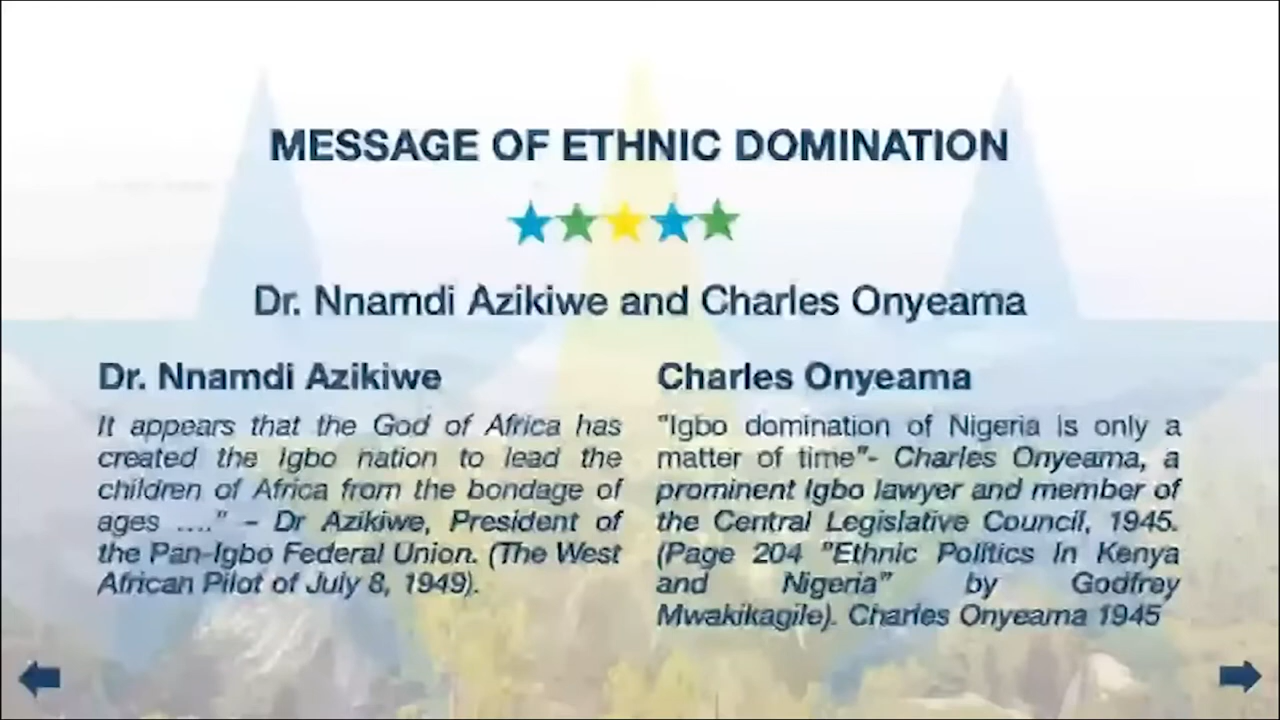 MESSAGE OF ETHNIC DOMINATION
Dr. Nnamdi Azikiwe and Charles Onyeama
Dr. Nnamdi Azikiwe
It appears that the God of Africa has
created the Igbo nation to lead the
children of Africa from the bondage of
ages ....” – Dr Azikiwe, President of
the Pan-Igbo Federal Union. (The West
African Pilot of July 8, 1949).
Charles Onyeama
"Igbo domination of Nigeria is only a
matter of time"- Charles Onyeama, a
prominent Igbo lawyer and member of
the Central Legislative Council, 1945.
(Page 204 "Ethnic Politics in Kenya
and Nigeria" by Godfrey
Mwakikagile). Charles Onyeama 1945